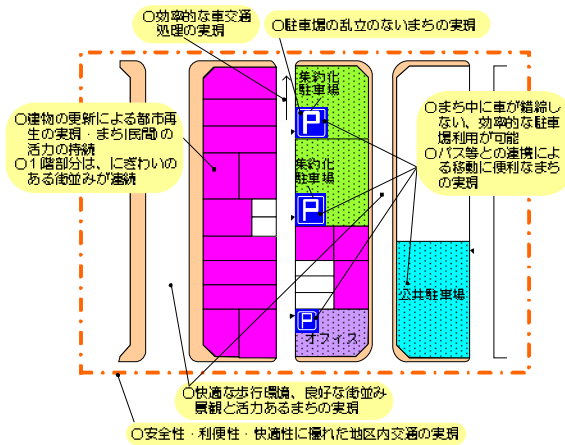 ○効率的な車交通
処理の実現
○駐車場の乱立のないまちの実現
集約化
駐車場
P
○建物の更新による都市再
生の実現・まち(民間)の
活力の持続
○1階部分は、にぎわいの
ある街並みが連続
○まち中に車が錯綜し
ない、効率的な駐車
場利用が可能
○バス等との連携によ
る移動に便利なまち
の実現
集約化
駐車場
P
公共駐車場
P
オフィス
○快適な歩行環境、良好な街並み
景観と活力あるまちの実現
○安全性・利便性・快適性に優れた地区内交通の実現